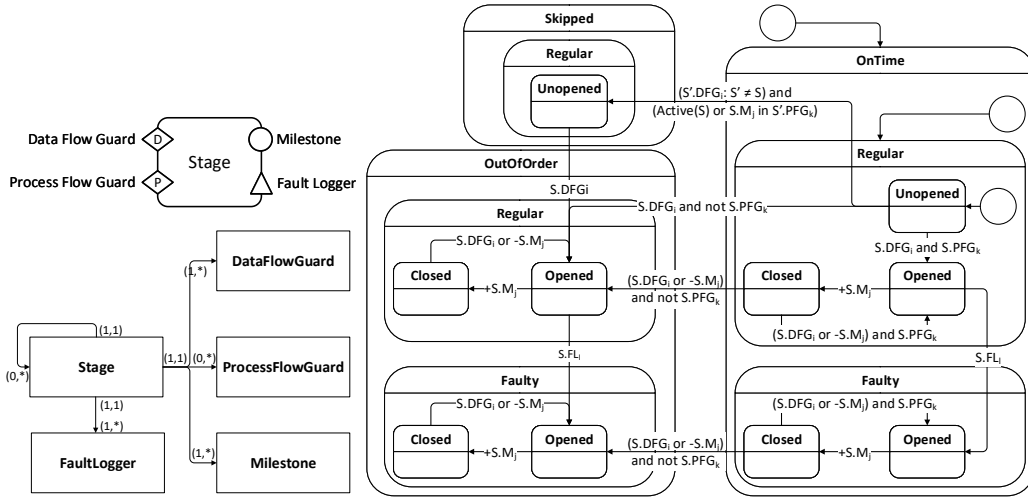 Data Flow Guard
D
Stage
Milestone
Process Flow Guard
P
Fault Logger
DataFlowGuard
(1,*)
(1,1)
Stage
(0,*)
(1,1)
(0,*)
ProcessFlowGuard
(1,1)
(1,*)
(1,*)
FaultLogger
Milestone
Skipped
Regular
Unopened
OnTime
(S'.DFGi: S' ≠ S) and
(Active(S) or S.Mj in S'.PFGk)
OutOfOrder
S.DFGi
S.DFGi and not S.PFGk
Regular
Unopened
S.DFGi and S.PFGk
Regular
S.DFGi or -S.Mj
Closed
+S.Mj
Opened
(S.DFGi or -S.Mj)
and not S.PFGk
Closed
+S.Mj
Opened
(S.DFGi or -S.Mj) and S.PFGk
S.FLl
S.FLl
Faulty
S.DFGi or -S.Mj
Closed
+S.Mj
Opened
(S.DFGi or -S.Mj)
and not S.PFGk
Faulty
(S.DFGi or -S.Mj) and S.PFGk
Closed
+S.Mj
Opened